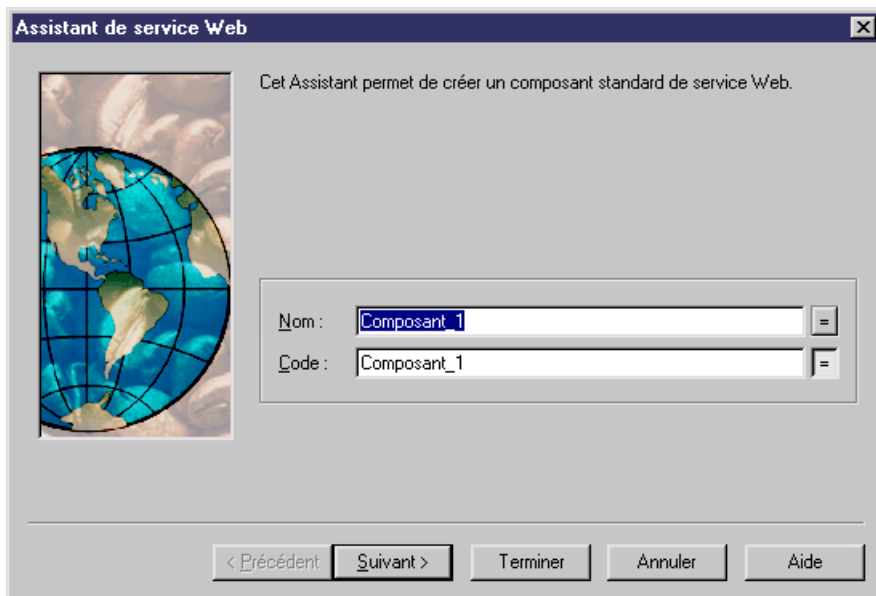 Assistant de service Web
Cet Assistant permet de créer un composant standard de service Web.
Nom : Composant_1 =
Code : Composant_1 =
< Précédent Suivant > Terminer Annuler Aide